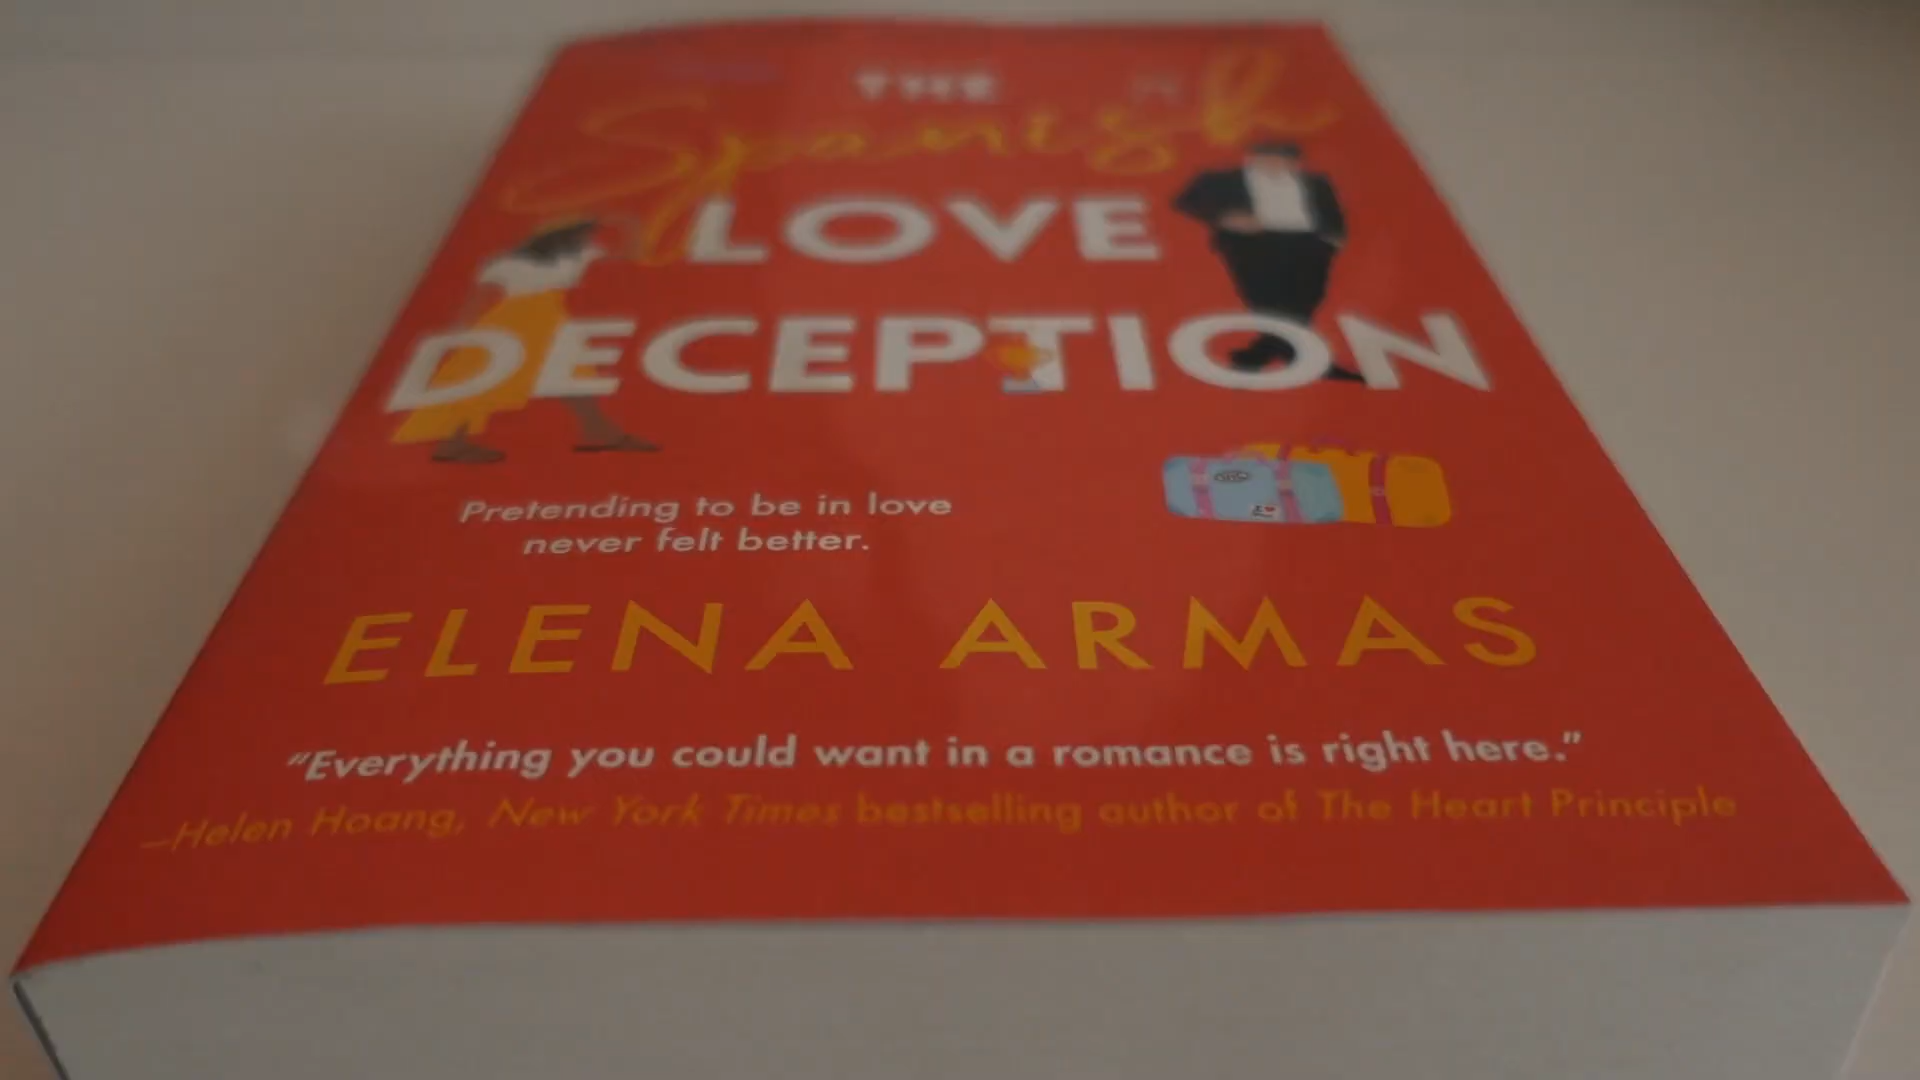 THE
Spanish
LOVE
DECEPTION
Pretending to be in love
never felt better.
ELENA ARMAS
"Everything you could want in a romance is right here."
—Helen Hoang, New York Times bestselling author of The Heart Principle